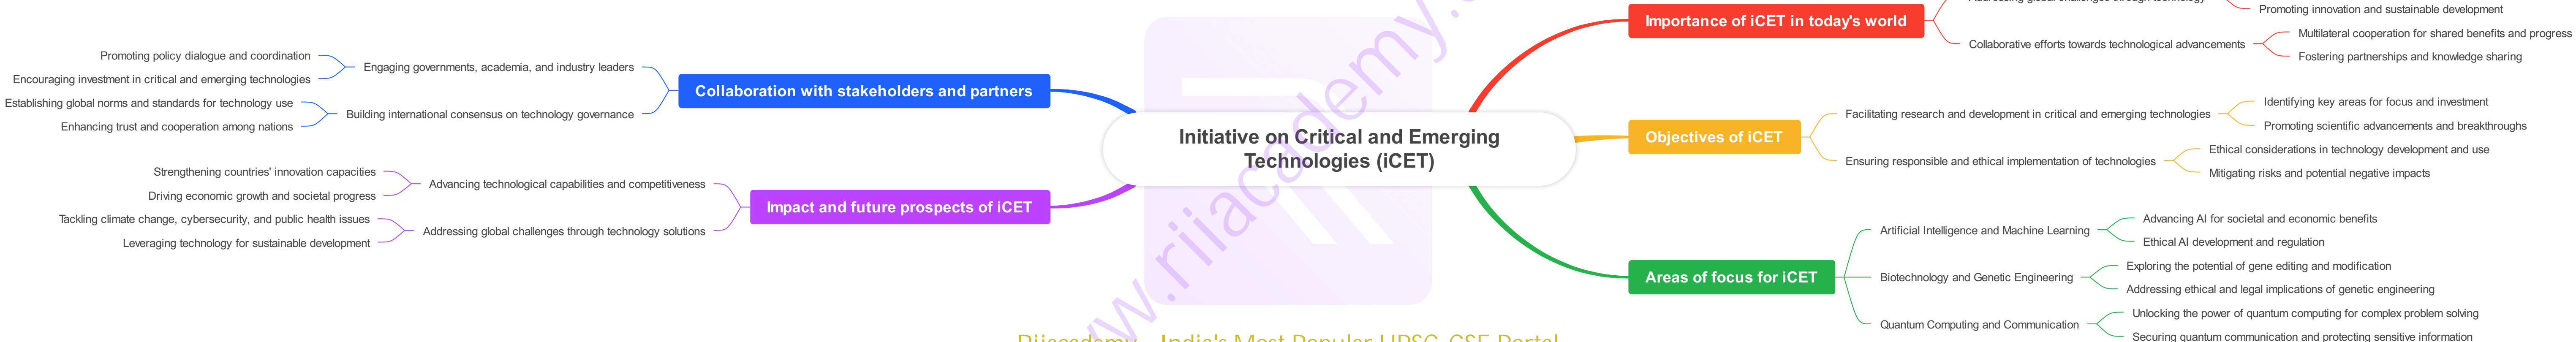 Initiative on Critical and Emerging
Technologies (iCET)
Importance of iCET in today's world
Addressing global challenges through technology
Promoting innovation and sustainable development
Collaborative efforts towards technological advancements
Multilateral cooperation for shared benefits and progress
Fostering partnerships and knowledge sharing
Objectives of iCET
Facilitating research and development in critical and emerging technologies
Identifying key areas for focus and investment
Promoting scientific advancements and breakthroughs
Ensuring responsible and ethical implementation of technologies
Ethical considerations in technology development and use
Mitigating risks and potential negative impacts
Areas of focus for iCET
Artificial Intelligence and Machine Learning
Advancing AI for societal and economic benefits
Ethical AI development and regulation
Biotechnology and Genetic Engineering
Exploring the potential of gene editing and modification
Addressing ethical and legal implications of genetic engineering
Quantum Computing and Communication
Unlocking the power of quantum computing for complex problem solving
Securing quantum communication and protecting sensitive information
Collaboration with stakeholders and partners
Engaging governments, academia, and industry leaders
Promoting policy dialogue and coordination
Encouraging investment in critical and emerging technologies
Building international consensus on technology governance
Establishing global norms and standards for technology use
Enhancing trust and cooperation among nations
Impact and future prospects of iCET
Advancing technological capabilities and competitiveness
Strengthening countries' innovation capacities
Driving economic growth and societal progress
Addressing global challenges through technology solutions
Tackling climate change, cybersecurity, and public health issues
Leveraging technology for sustainable development
India's Most Popular UPSC-CSE Portal